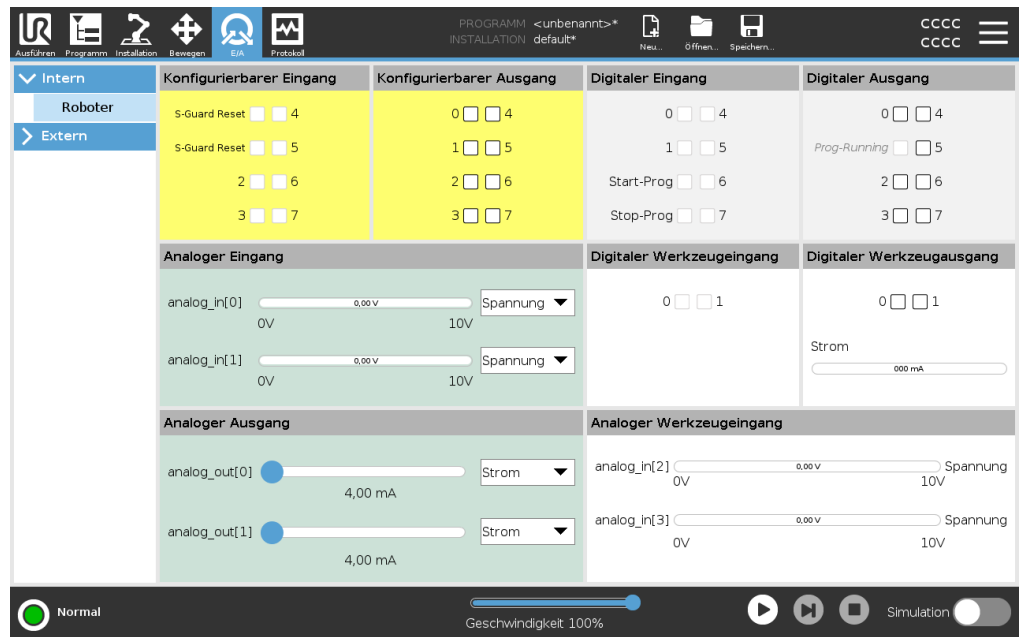 UR
PROGRAMM <unbenannt>*
INSTALLATION default*
CCCC
CCCC
Ausführen Programm Installation Bewegen E/A Protokoll Neu... Öffnen... Speichern...
Intern
Roboter
Extern
Konfigurierbarer Eingang
S-Guard Reset 4
S-Guard Reset 5
2 6
3 7
Konfigurierbarer Ausgang
0 4
1 5
2 6
3 7
Digitaler Eingang
0 4
1 5
Start-Prog 6
Stop-Prog 7
Digitaler Ausgang
0 4
Prog-Running 5
2 6
3 7
Analoger Eingang
analog_in[0] 0,00 V Spannung
0V 10V
analog_in[1] 0,00 V Spannung
0V 10V
Digitaler Werkzeugeingang
0 1
Digitaler Werkzeugausgang
0 1
Strom
000 mA
Analoger Ausgang
analog_out[0] Strom
4,00 mA
analog_out[1] Strom
4,00 mA
Analoger Werkzeugeingang
analog_in[2] 0,00 V Spannung
0V 10V
analog_in[3] 0,00 V Spannung
0V 10V
Normal
Geschwindigkeit 100%
Simulation